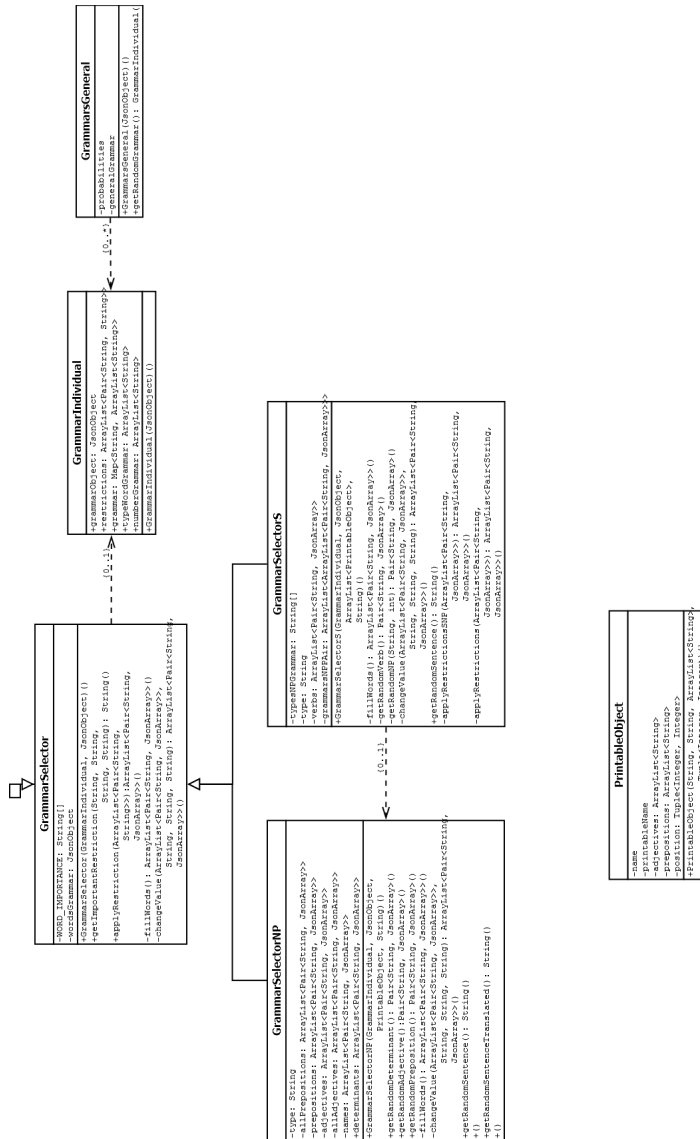 GrammarsGeneral
-probabilities
-generalGrammar
+GrammarsGeneral(JsonObject)()
+getRandomGrammar(): GrammarIndividual(
{0..*}
GrammarIndividual
+grammarObject: JsonObject
+restrictions: ArrayList<Pair<String, String>>
+grammar: Map<String, ArrayList<String>>
+typeWordGrammar: ArrayList<String>
+numberGrammar: ArrayList<String>
+GrammarIndividual(JsonObject)()
{0..1}
GrammarSelector
-WORD_IMPORTANCE: String[]
-wordsGrammar: JsonObject
+GrammarSelector(GrammarIndividual, JsonObject)()
+getImportantRestriction(String, String,
String, String): String()
+applyRestriction(ArrayList<Pair<String,
String>>):ArrayList<Pair<String,
JsonArray>>()
-fillWords(): ArrayList<Pair<String, JsonArray>>()
-changeValue(ArrayList<Pair<String, JsonArray>>,
String, String, String): ArrayList<Pair<String,
JsonArray>>()
GrammarSelectorS
-typesNPGrammar: String[]
-type: String
-verbs: ArrayList<Pair<String, JsonArray>>
-grammarsNPPAir: ArrayList<ArrayList<Pair<String, JsonArray>>>
+GrammarSelectorS(GrammarIndividual, JsonObject,
ArrayList<PrintableObject>,
String)()
-fillWords(): ArrayList<Pair<String, JsonArray>>()
-getRandomVerb(): Pair<String, JsonArray>()
-getRandomNP(String, int): Pair<String, JsonArray>()
-changeValue(ArrayList<Pair<String, JsonArray>>,
String, String, String): ArrayList<Pair<String,
JsonArray>>()
+getRandomSentence(): String()
-applyRestrictionsSNP(ArrayList<Pair<String,
JsonArray>>): ArrayList<Pair<String,
JsonArray>>()
-applyRestrictions(ArrayList<Pair<String,
JsonArray>>): ArrayList<Pair<String,
JsonArray>>()
{0..1}
GrammarSelectorNP
-type: String
-allPrepositions: ArrayList<Pair<String, JsonArray>>
-prepositions: ArrayList<Pair<String, JsonArray>>
-adjectives: ArrayList<Pair<String, JsonArray>>
-allAdjectives: ArrayList<Pair<String, JsonArray>>
-names: ArrayList<Pair<String, JsonArray>>
+determinants: ArrayList<Pair<String, JsonArray>>
+GrammarSelectorNP(GrammarIndividual, JsonObject,
PrintableObject, String)()
+getRandomDeterminant(): Pair<String, JsonArray>()
+getRandomAdjective():Pair<String, JsonArray>()
+getRandomPreposition(): Pair<String, JsonArray>()
-fillWords(): ArrayList<Pair<String, JsonArray>>()
-changeValue(ArrayList<Pair<String, JsonArray>>,
String, String, String): ArrayList<Pair<String,
JsonArray>>()
+getRandomSentence(): String()
+()
+getRandomSentenceTranslated(): String()
+()
PrintableObject
-name
-printableName
-adjectives: ArrayList<String>
-prepositions: ArrayList<String>
-position: Tuple<Integer, Integer>
+PrintableObject(String, String, ArrayList<String>,